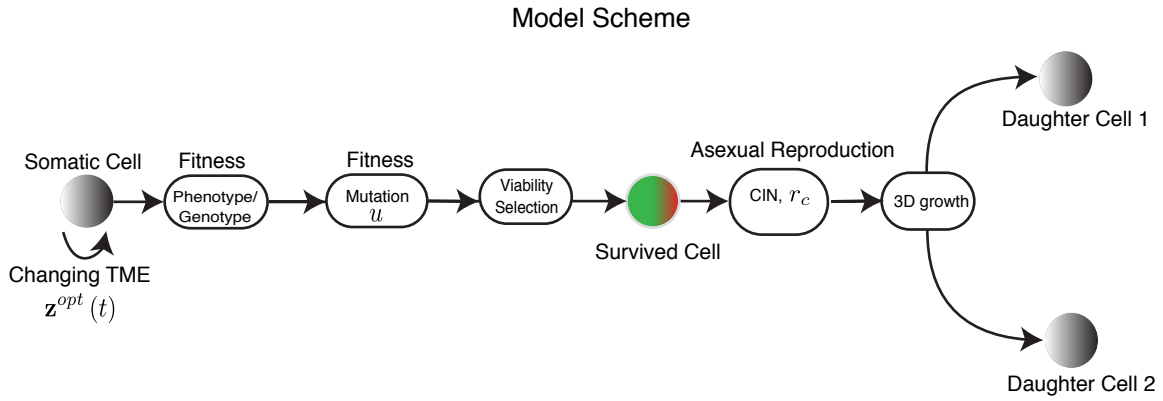 Model Scheme
Somatic Cell
Changing TME
𝐳^{opt} (t)
Fitness
Phenotype/
Genotype
Fitness
Mutation
u
Viability
Selection
Survived Cell
Asexual Reproduction
CIN, r_c
3D growth
Daughter Cell 1
Daughter Cell 2